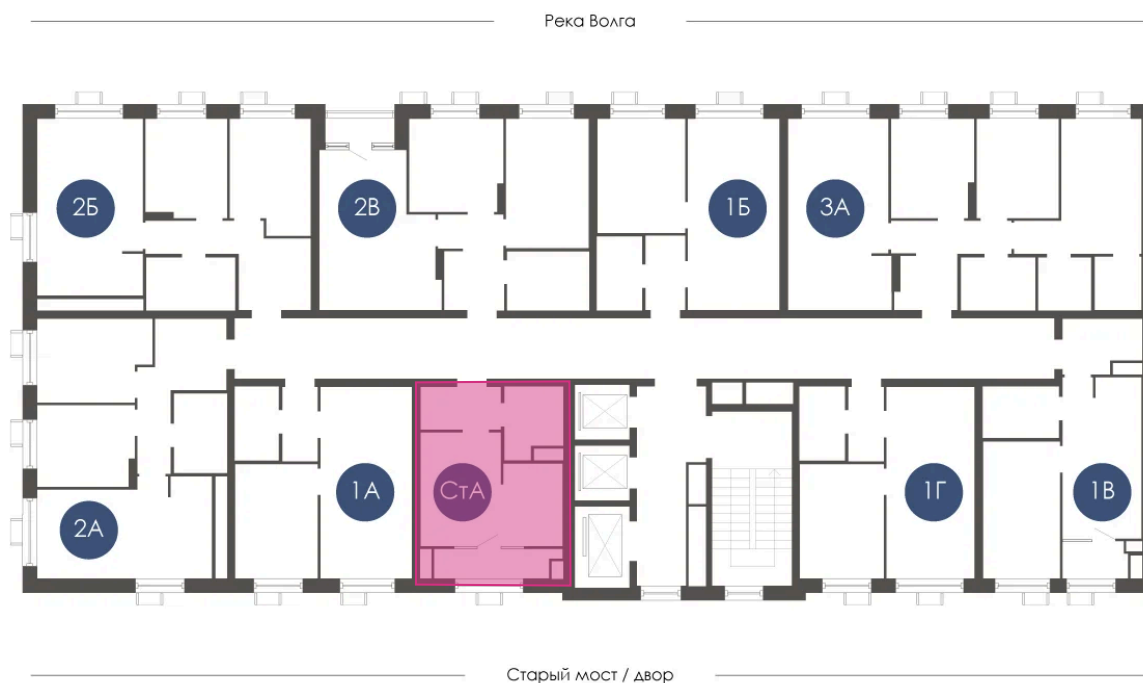 Река Волга
2Б
2В
1Б
3А
2А
1А
СтА
1Г
1В
Старый мост / двор